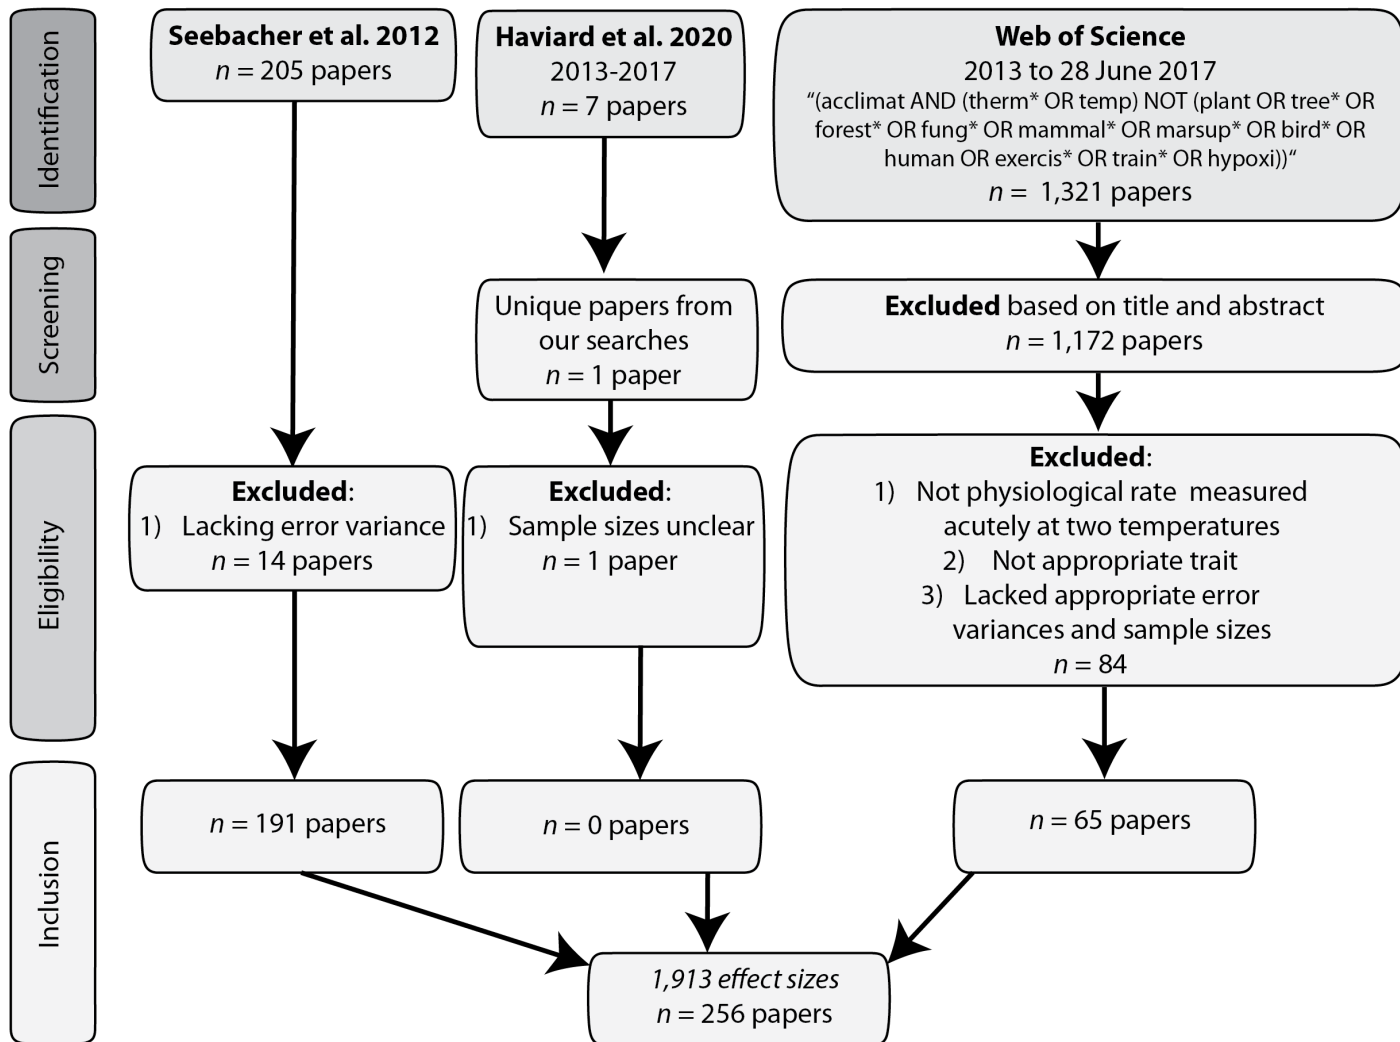 Identification
Seebacher et al. 2012
n = 205 papers
Haviard et al. 2020
2013-2017
n = 7 papers
Web of Science
2013 to 28 June 2017
“(acclimat AND (therm* OR temp) NOT (plant OR tree* OR
forest* OR fung* OR mammal* OR marsup* OR bird* OR
human OR exercis* OR train* OR hypoxi))“
n = 1,321 papers
Screening
Unique papers from
our searches
n = 1 paper
Excluded based on title and abstract
n = 1,172 papers
Eligibility
Excluded:
1) Lacking error variance
n = 14 papers
Excluded:
1) Sample sizes unclear
n = 1 paper
Excluded:
1) Not physiological rate measured
acutely at two temperatures
2) Not appropriate trait
3) Lacked appropriate error
variances and sample sizes
n = 84
Inclusion
n = 191 papers
n = 0 papers
n = 65 papers
1,913 effect sizes
n = 256 papers